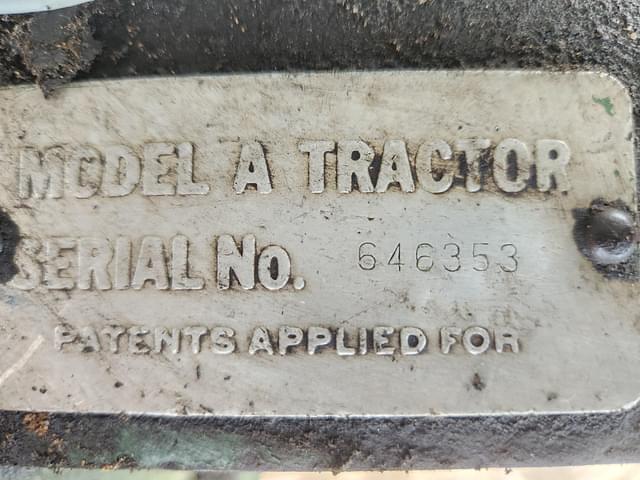 MODEL A TRACTOR
SERIAL No. 646353
PATENTS APPLIED FOR